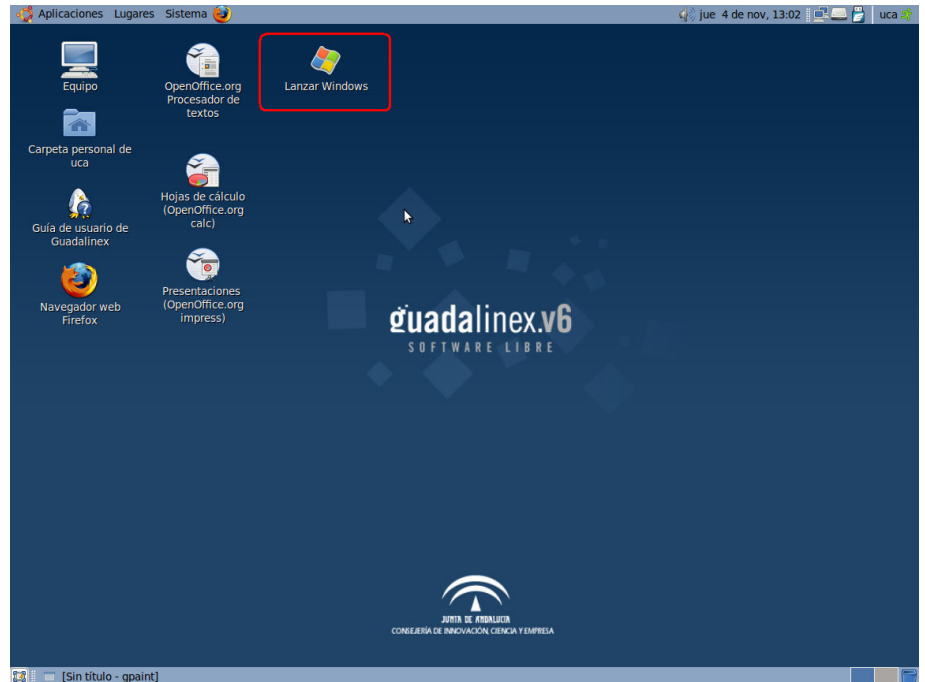 Aplicaciones Lugares Sistema
jue 4 de nov, 13:02
uca
Equipo
OpenOffice.org
Procesador de
textos
Lanzar Windows
Carpeta personal de
uca
Hojas de cálculo
(OpenOffice.org
calc)
Guía de usuario de
Guadalinex
Presentaciones
(OpenOffice.org
impress)
Navegador web
Firefox
guadalinex.v6
SOFTWARE LIBRE
JUNTA DE ANDALUCIA
CONSEJERÍA DE INNOVACIÓN, CIENCIA Y EMPRESA
[Sin título - gpaint]